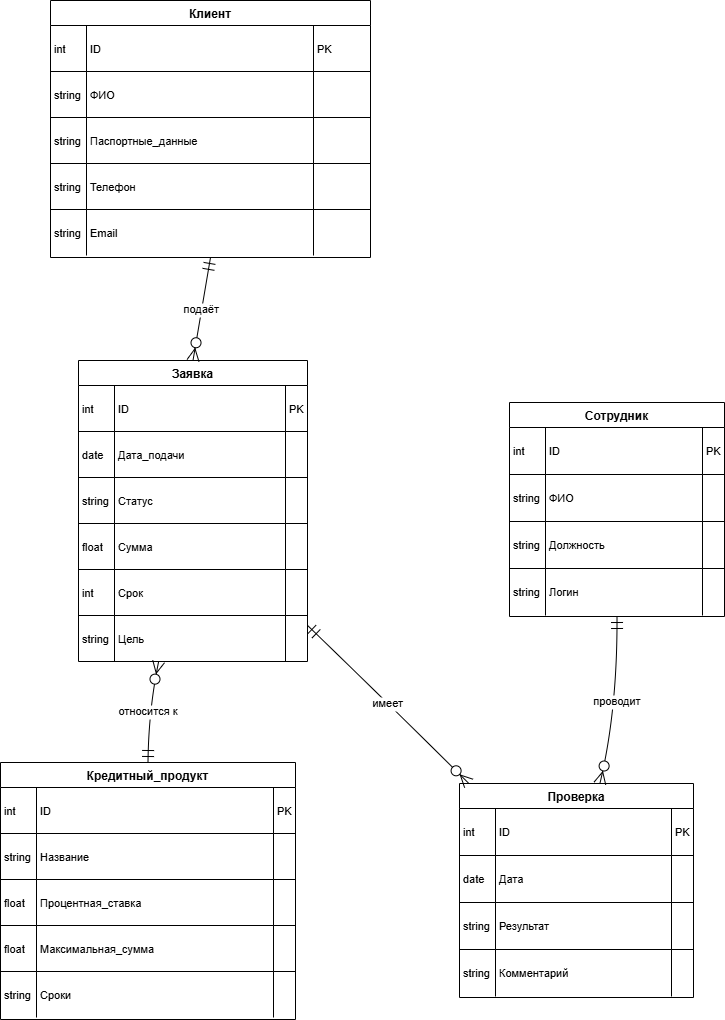 Клиент
int ID PK
string ФИО
string Паспортные_данные
string Телефон
string Email
подаёт
Заявка
int ID PK
date Дата_подачи
string Статус
float Сумма
int Срок
string Цель
Сотрудник
int ID PK
string ФИО
string Должность
string Логин
относится к
имеет
проводит
Кредитный_продукт
int ID PK
string Название
float Процентная_ставка
float Максимальная_сумма
string Сроки
Проверка
int ID PK
date Дата
string Результат
string Комментарий